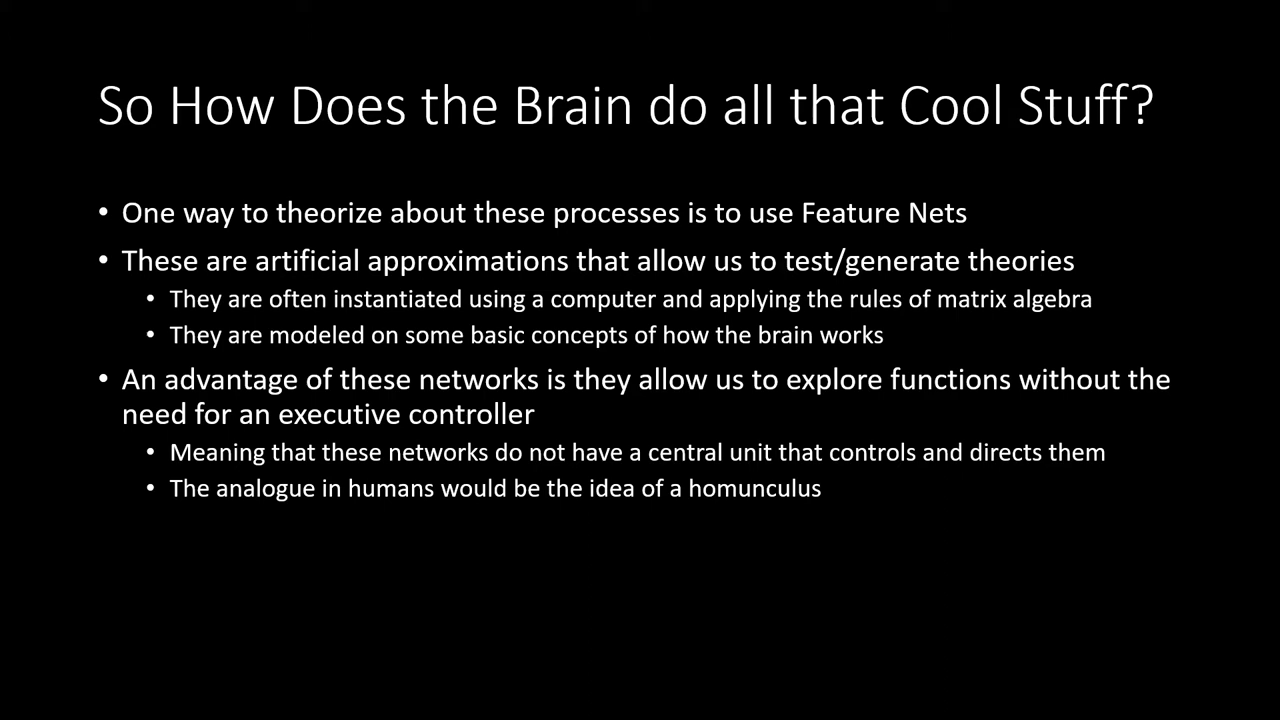 So How Does the Brain do all that Cool Stuff?
• One way to theorize about these processes is to use Feature Nets
• These are artificial approximations that allow us to test/generate theories
• They are often instantiated using a computer and applying the rules of matrix algebra
• They are modeled on some basic concepts of how the brain works
• An advantage of these networks is they allow us to explore functions without the
need for an executive controller
• Meaning that these networks do not have a central unit that controls and directs them
• The analogue in humans would be the idea of a homunculus